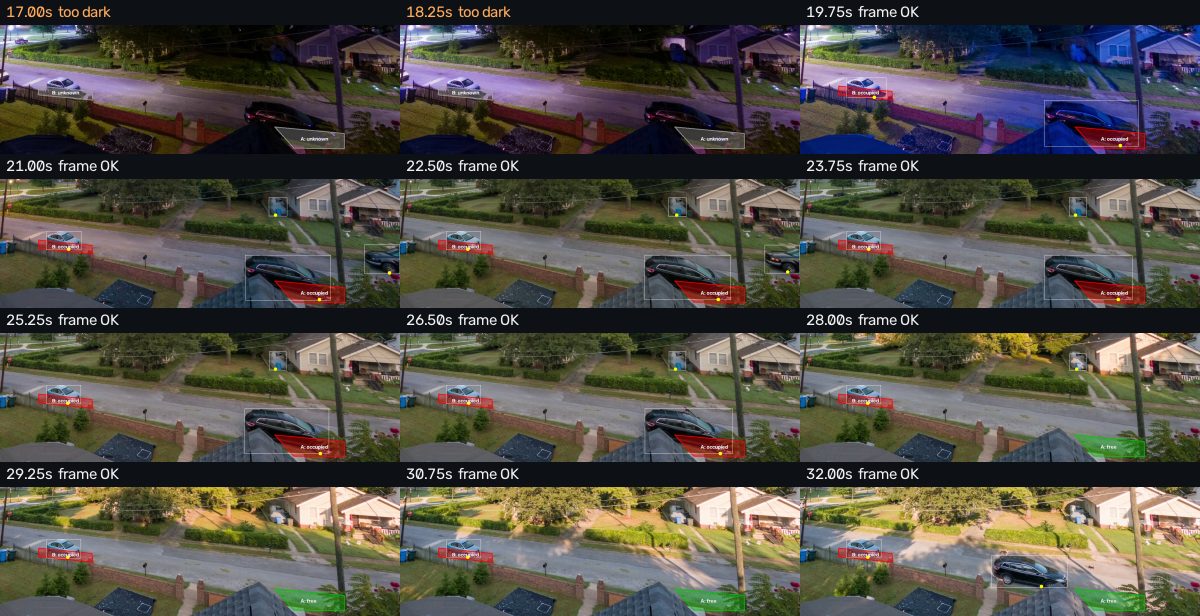 17.00s too dark
18.25s too dark
19.75s frame OK
B: unknown
A: unknown
B: unknown
A: unknown
B: occupied
A: occupied
21.00s frame OK
22.50s frame OK
23.75s frame OK
B: occupied
A: occupied
B: occupied
A: occupied
B: occupied
A: occupied
25.25s frame OK
26.50s frame OK
28.00s frame OK
B: occupied
A: occupied
B: occupied
A: occupied
B: occupied
A: free
29.25s frame OK
30.75s frame OK
32.00s frame OK
B: occupied
A: free
B: occupied
A: free
B: occupied
A: free